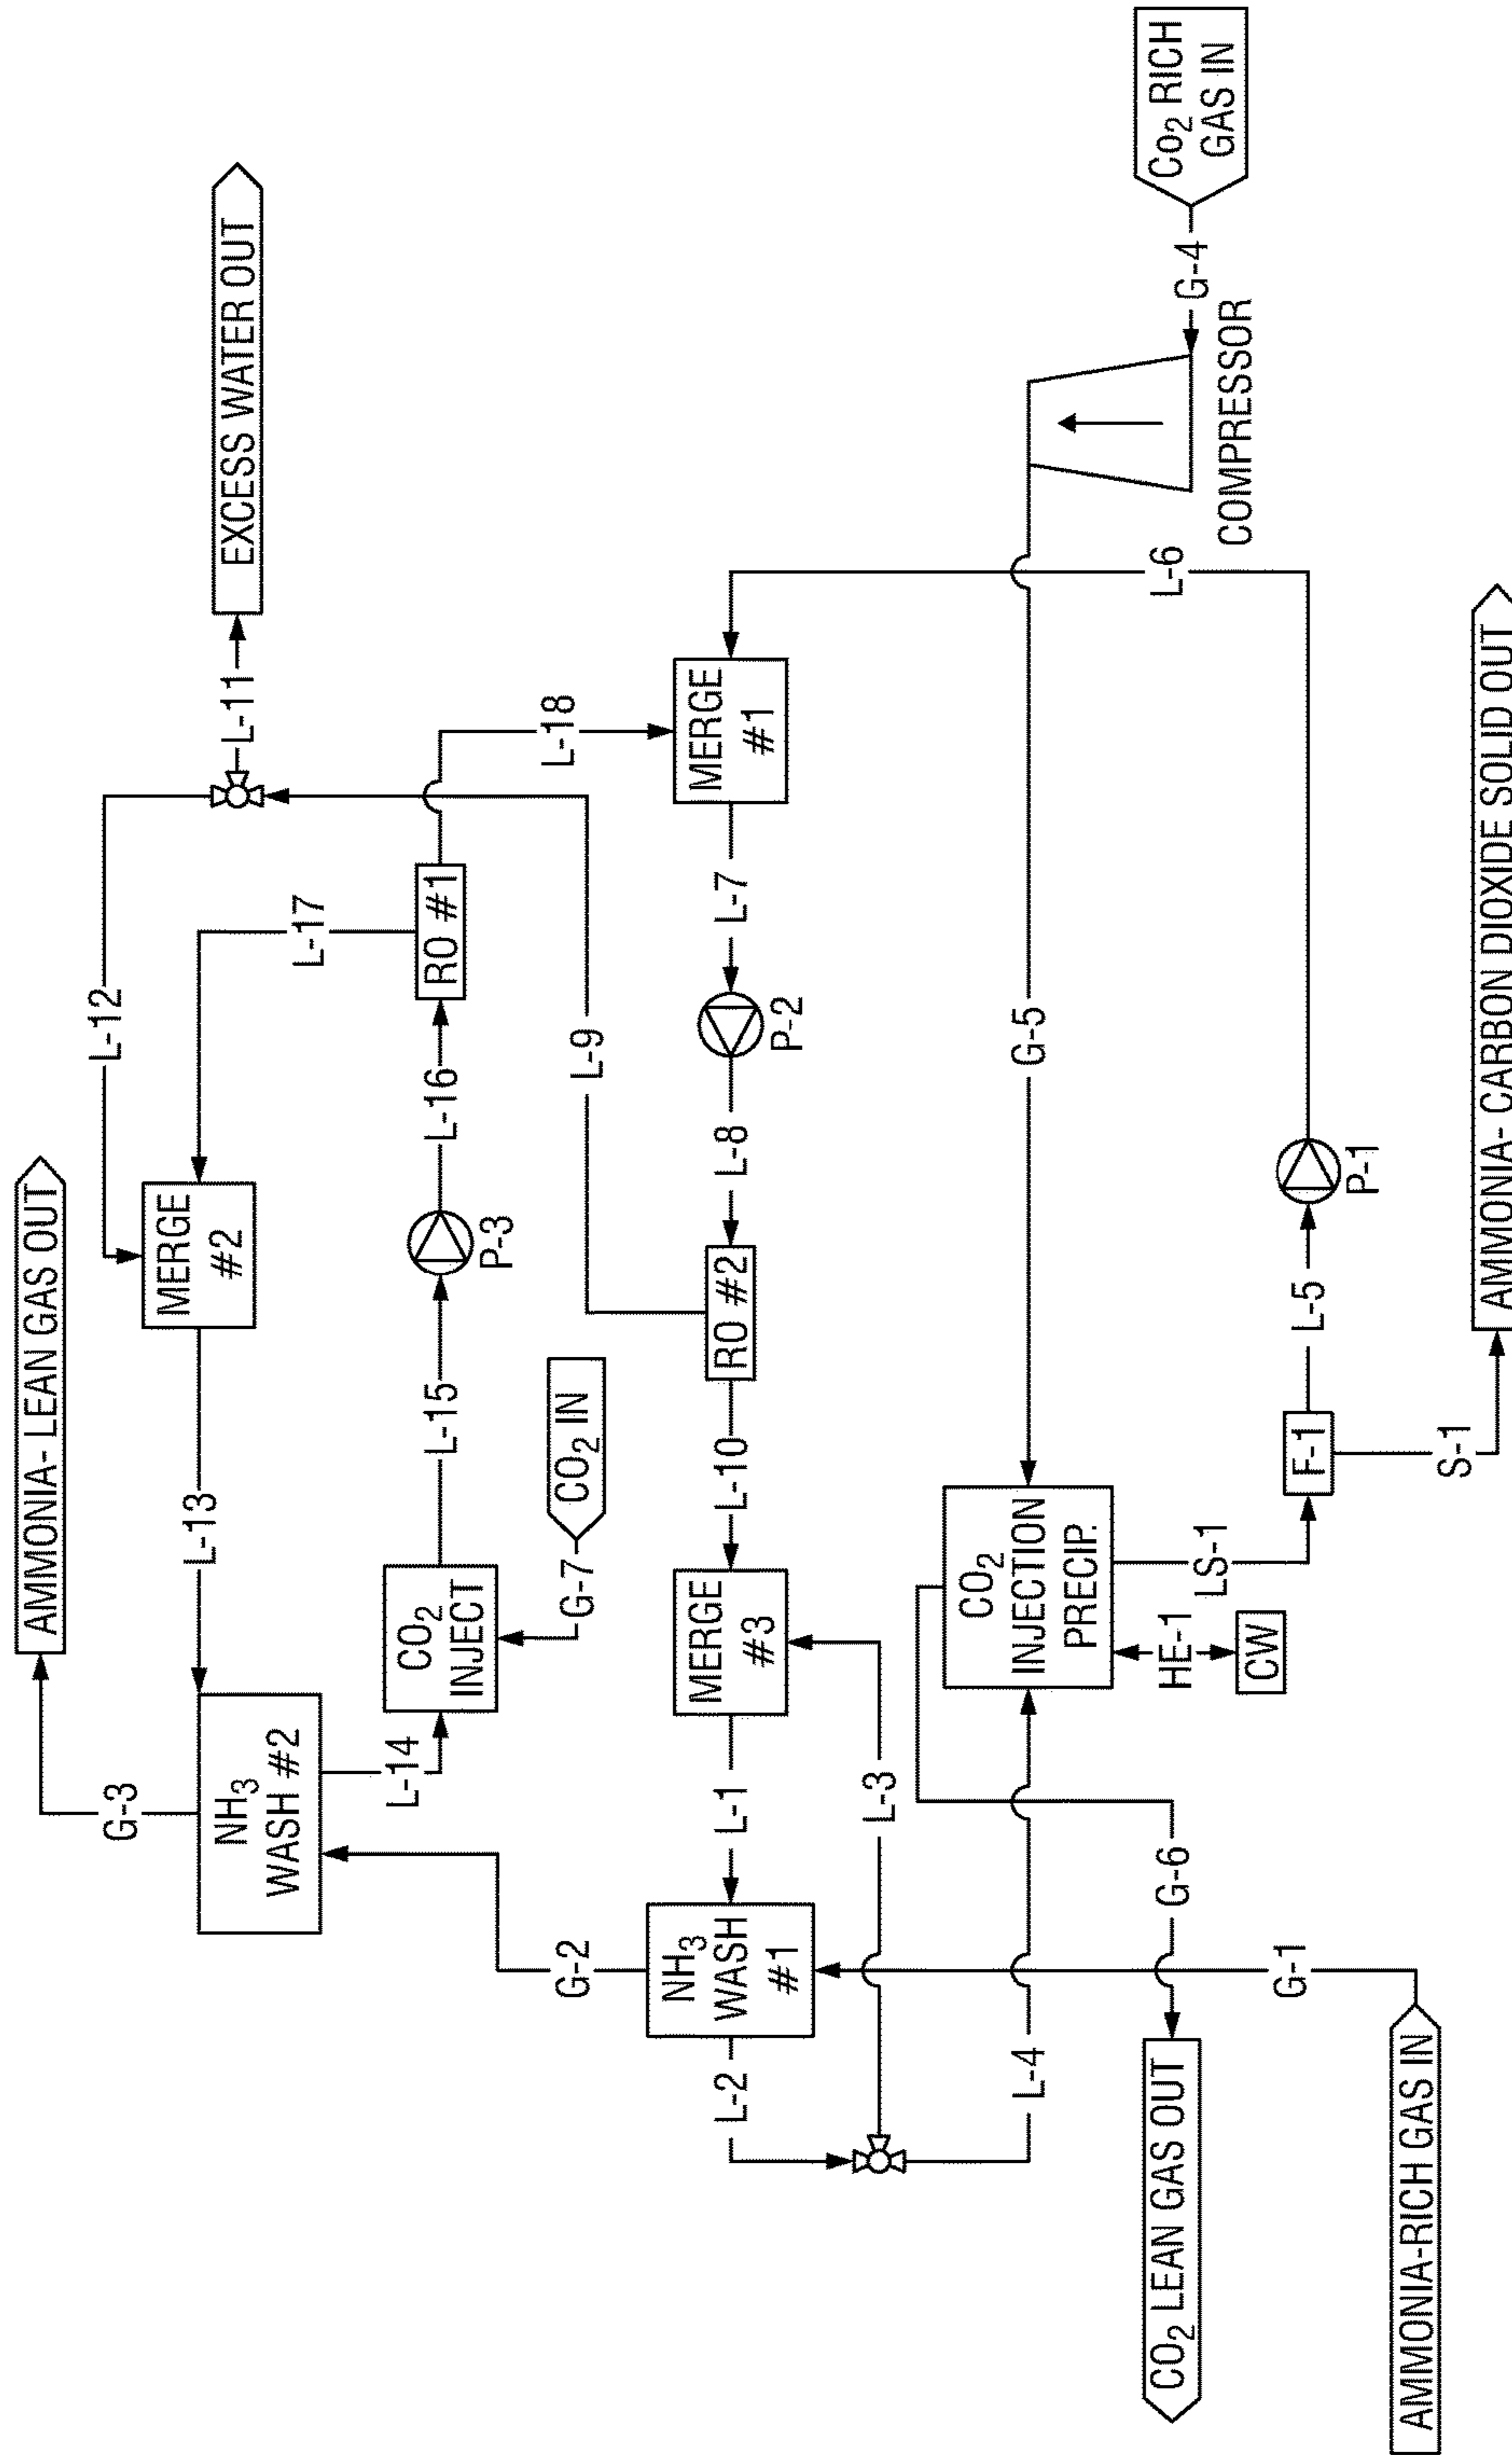 AMMONIA- LEAN GAS OUT
G-3
NH3
WASH #2
L-13
MERGE
#2
L-12
L-17
L-11
EXCESS WATER OUT
L-14
CO2
INJECT
G-7
CO2 IN
L-15
P-3
L-16
RO #1
L-18
G-2
L-9
NH3
WASH
#1
L-1
MERGE
#3
L-10
RO #2
L-8
P-2
L-7
MERGE
#1
L-2
L-3
L-4
CO2
INJECTION
PRECIP.
G-5
L-6
COMPRESSOR
G-4
Co2 RICH
GAS IN
G-6
CO2 LEAN GAS OUT
HE-1
CW
LS-1
F-1
L-5
P-1
G-1
AMMONIA-RICH GAS IN
S-1
AMMONIA- CARBON DIOXIDE SOLID OUT